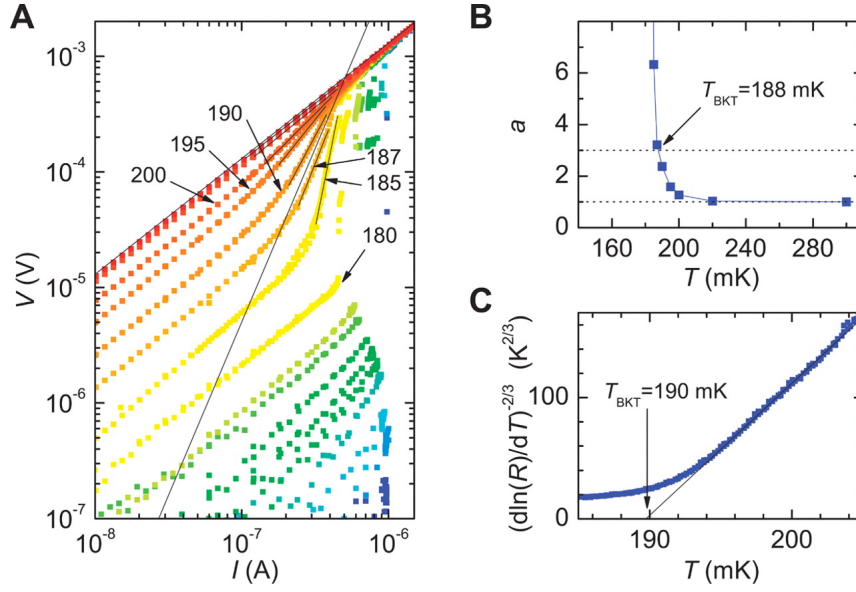 A
V (V)
10⁻³
10⁻⁴
10⁻⁵
10⁻⁶
10⁻⁷
200
195
190
187
185
180
10⁻⁸
10⁻⁷
10⁻⁶
I (A)
B
a
6
4
2
0
T_BKT=188 mK
160
200
240
280
T (mK)
C
(dln(R)/dT)^-2/3 (K^2/3)
100
0
T_BKT=190 mK
190
200
T (mK)